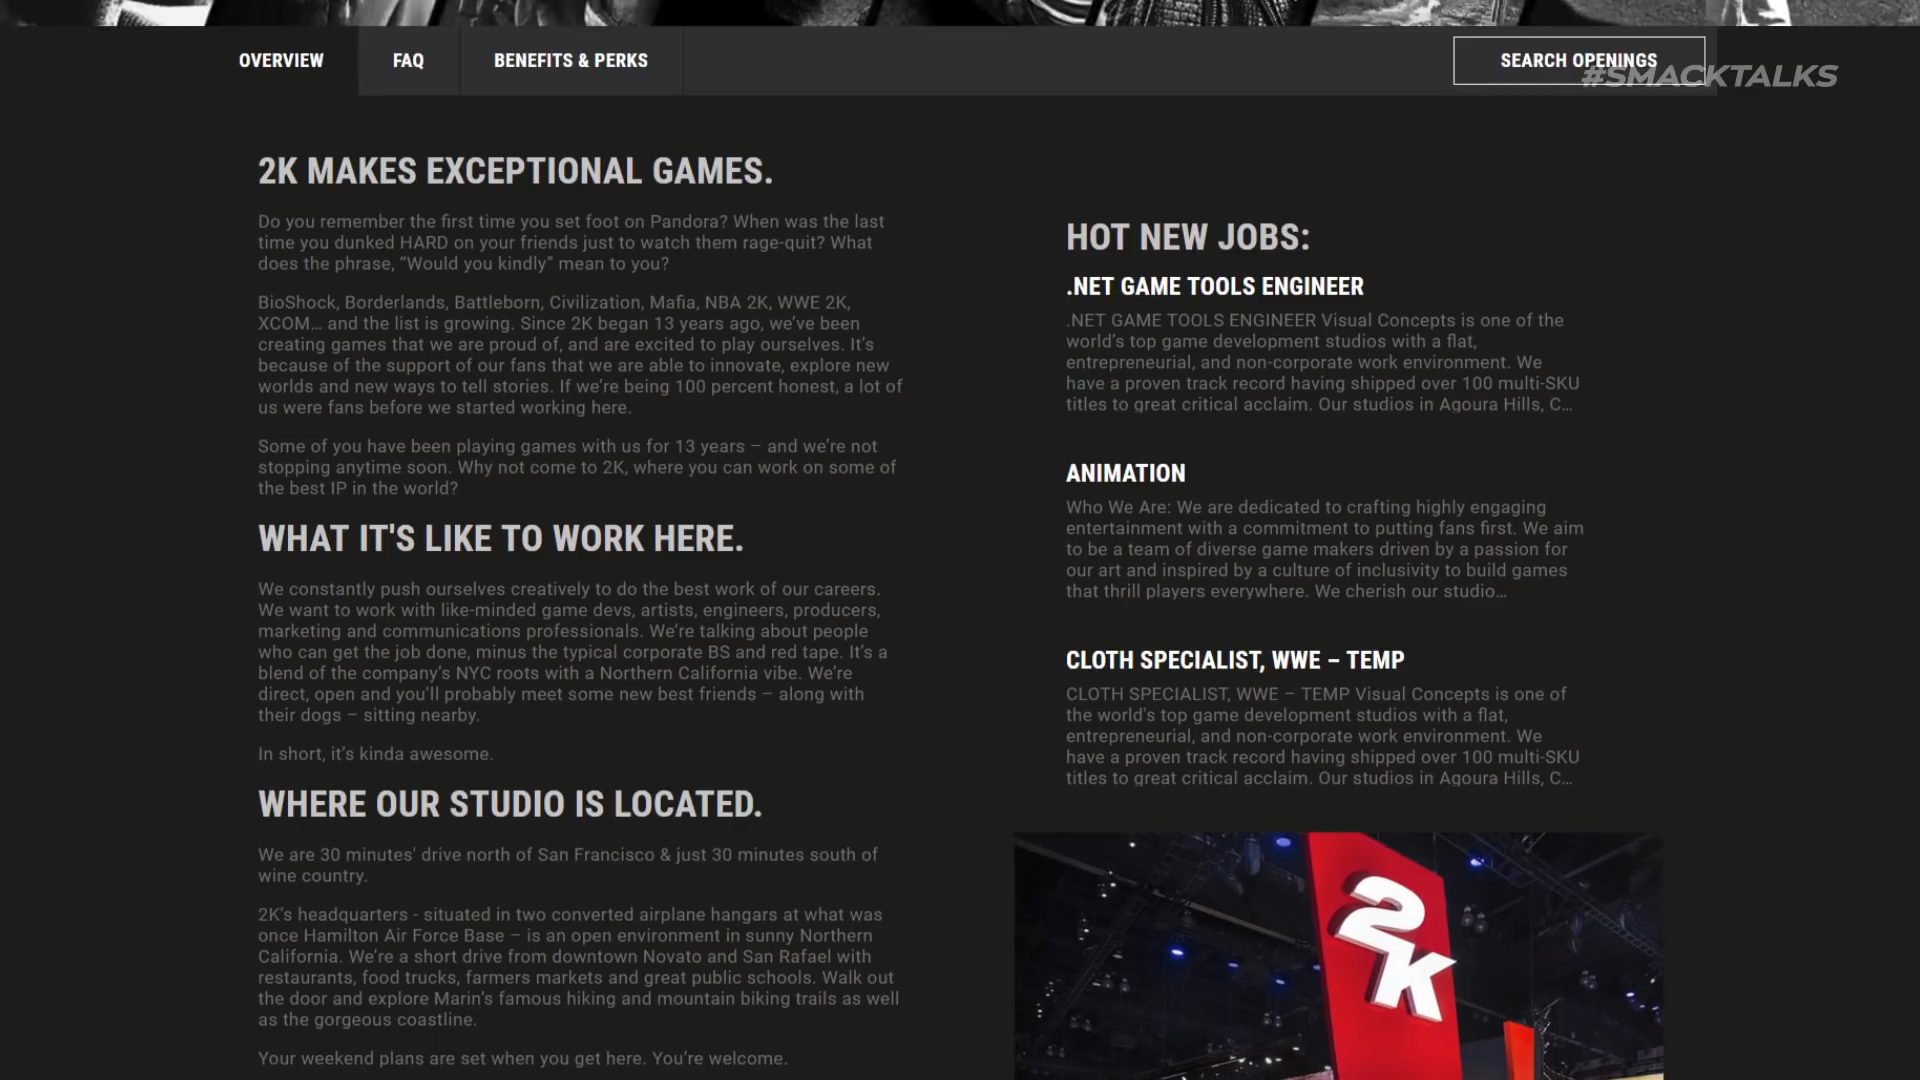 OVERVIEW
FAQ
BENEFITS & PERKS
SEARCH OPENINGS
#SMACKTALKS
2K MAKES EXCEPTIONAL GAMES.
Do you remember the first time you set foot on Pandora? When was the last
time you dunked HARD on your friends just to watch them rage-quit? What
does the phrase, “Would you kindly” mean to you?
BioShock, Borderlands, Battleborn, Civilization, Mafia, NBA 2K, WWE 2K,
XCOM… and the list is growing. Since 2K began 13 years ago, we’ve been
creating games that we are proud of, and are excited to play ourselves. It’s
because of the support of our fans that we are able to innovate, explore new
worlds and new ways to tell stories. If we’re being 100 percent honest, a lot of
us were fans before we started working here.
Some of you have been playing games with us for 13 years – and we’re not
stopping anytime soon. Why not come to 2K, where you can work on some of
the best IP in the world?
WHAT IT'S LIKE TO WORK HERE.
We constantly push ourselves creatively to do the best work of our careers.
We want to work with like-minded game devs, artists, engineers, producers,
marketing and communications professionals. We’re talking about people
who can get the job done, minus the typical corporate BS and red tape. It’s a
blend of the company’s NYC roots with a Northern California vibe. We’re
direct, open and you’ll probably meet some new best friends – along with
their dogs – sitting nearby.
In short, it’s kinda awesome.
WHERE OUR STUDIO IS LOCATED.
We are 30 minutes' drive north of San Francisco & just 30 minutes south of
wine country.
2K’s headquarters - situated in two converted airplane hangars at what was
once Hamilton Air Force Base – is an open environment in sunny Northern
California. We’re a short drive from downtown Novato and San Rafael with
restaurants, food trucks, farmers markets and great public schools. Walk out
the door and explore Marin’s famous hiking and mountain biking trails as well
as the gorgeous coastline.
Your weekend plans are set when you get here. You’re welcome.
HOT NEW JOBS:
.NET GAME TOOLS ENGINEER
.NET GAME TOOLS ENGINEER Visual Concepts is one of the
world’s top game development studios with a flat,
entrepreneurial, and non-corporate work environment. We
have a proven track record having shipped over 100 multi-SKU
titles to great critical acclaim. Our studios in Agoura Hills, C…
ANIMATION
Who We Are: We are dedicated to crafting highly engaging
entertainment with a commitment to putting fans first. We aim
to be a team of diverse game makers driven by a passion for
our art and inspired by a culture of inclusivity to build games
that thrill players everywhere. We cherish our studio…
CLOTH SPECIALIST, WWE – TEMP
CLOTH SPECIALIST, WWE – TEMP Visual Concepts is one of
the world’s top game development studios with a flat,
entrepreneurial, and non-corporate work environment. We
have a proven track record having shipped over 100 multi-SKU
titles to great critical acclaim. Our studios in Agoura Hills, C…
2K